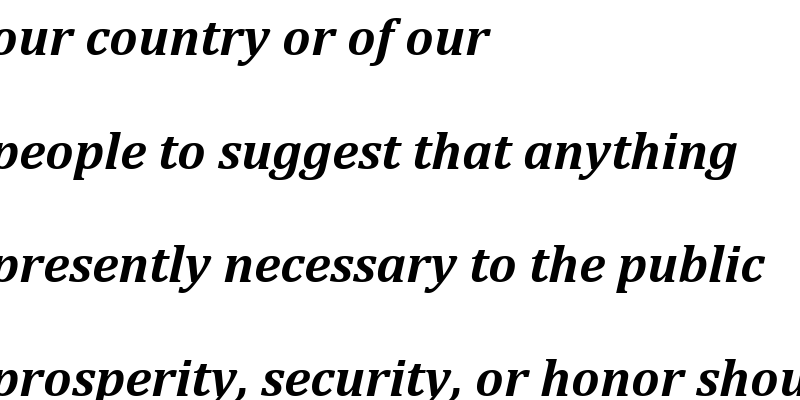 our country or of our
people to suggest that anything
presently necessary to the public
prosperity, security, or honor